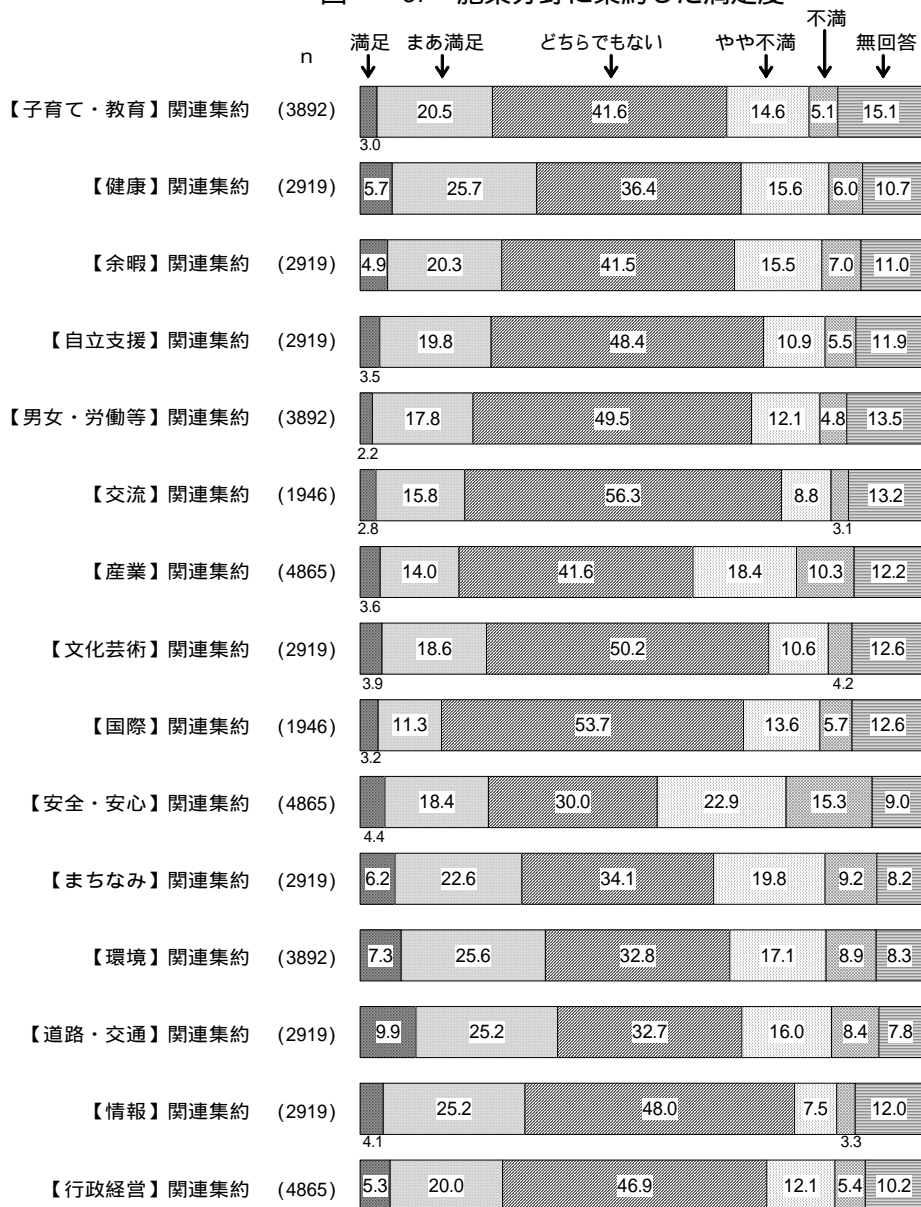 不満
満足 まあ満足 どちらでもない やや不満 無回答
n
【子育て・教育】関連集約 (3892) 20.5 41.6 14.6 5.1 15.1
3.0
【健康】関連集約 (2919) 5.7 25.7 36.4 15.6 6.0 10.7
【余暇】関連集約 (2919) 4.9 20.3 41.5 15.5 7.0 11.0
【自立支援】関連集約 (2919) 19.8 48.4 10.9 5.5 11.9
3.5
【男女・労働等】関連集約 (3892) 17.8 49.5 12.1 4.8 13.5
2.2
【交流】関連集約 (1946) 15.8 56.3 8.8 13.2
2.8 3.1
【産業】関連集約 (4865) 14.0 41.6 18.4 10.3 12.2
3.6
【文化芸術】関連集約 (2919) 18.6 50.2 10.6 12.6
3.9 4.2
【国際】関連集約 (1946) 11.3 53.7 13.6 5.7 12.6
3.2
【安全・安心】関連集約 (4865) 18.4 30.0 22.9 15.3 9.0
4.4
【まちなみ】関連集約 (2919) 6.2 22.6 34.1 19.8 9.2 8.2
【環境】関連集約 (3892) 7.3 25.6 32.8 17.1 8.9 8.3
【道路・交通】関連集約 (2919) 9.9 25.2 32.7 16.0 8.4 7.8
【情報】関連集約 (2919) 25.2 48.0 7.5 12.0
4.1 3.3
【行政経営】関連集約 (4865) 5.3 20.0 46.9 12.1 5.4 10.2